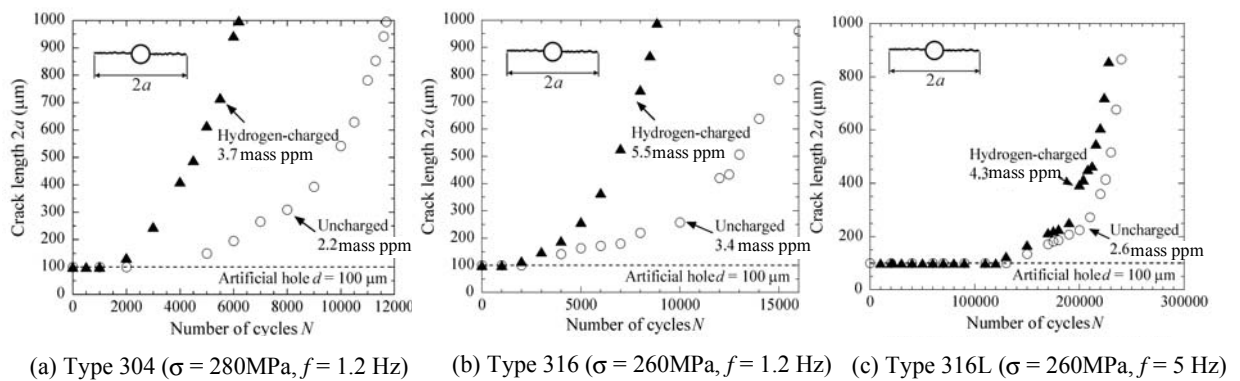 1000
900
800
700
600
500
400
300
200
100
0
Crack length 2a (μm)
2a
Hydrogen-charged
3.7mass ppm
Uncharged
2.2mass ppm
Artificial hole d = 100 μm
0 2000 4000 6000 8000 10000 12000
Number of cycles N
(a) Type 304 (σ = 280MPa, f = 1.2 Hz)
1000
900
800
700
600
500
400
300
200
100
0
Crack length 2a (μm)
2a
Hydrogen-charged
5.5mass ppm
Uncharged
3.4 mass ppm
Artificial hole d = 100 μm
0 5000 10000 15000
Number of cycles N
(b) Type 316 (σ = 260MPa, f = 1.2 Hz)
1000
800
600
400
200
100
0
Crack length 2a (μm)
2a
Hydrogen-charged
4.3mass ppm
Uncharged
2.6mass ppm
Artificial hole d = 100 μm
0 100000 200000 300000
Number of cycles N
(c) Type 316L (σ = 260MPa, f = 5 Hz)